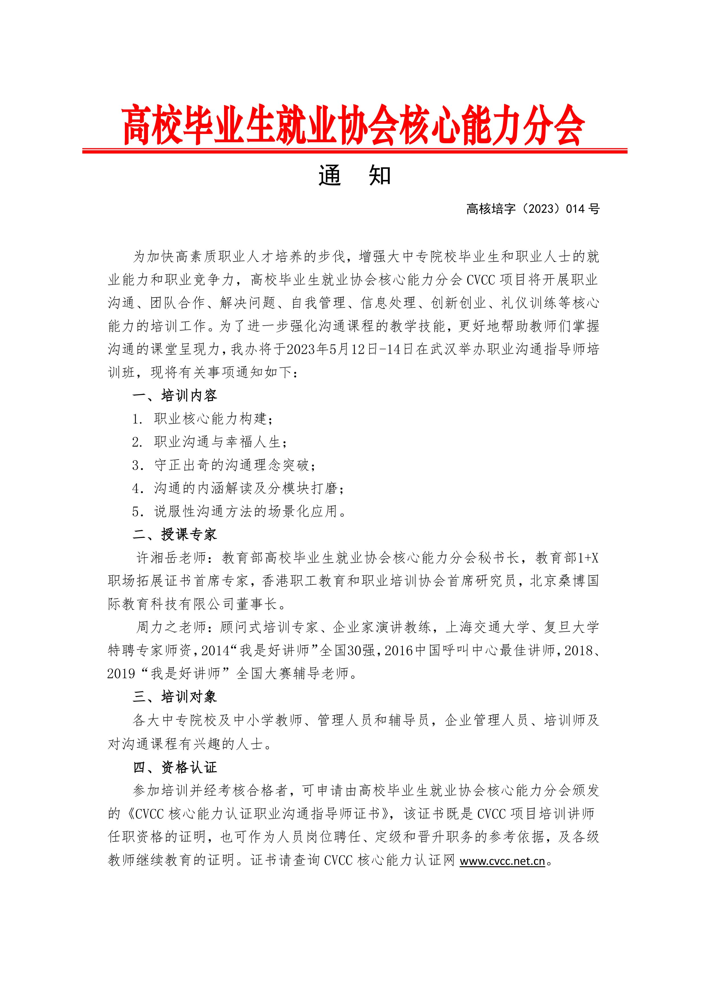 高校毕业生就业协会核心能力分会
通 知
高核培字（2023）014 号
为加快高素质职业人才培养的步伐，增强大中专院校毕业生和职业人士的就
业能力和职业竞争力，高校毕业生就业协会核心能力分会 CVCC 项目将开展职业
沟通、团队合作、解决问题、自我管理、信息处理、创新创业、礼仪训练等核心
能力的培训工作。为了进一步强化沟通课程的教学技能，更好地帮助教师们掌握
沟通的课堂呈现力，我办将于2023年5月12日-14日在武汉举办职业沟通指导师培
训班，现将有关事项通知如下：
一、培训内容
1. 职业核心能力构建；
2. 职业沟通与幸福人生；
3. 守正出奇的沟通理念突破；
4. 沟通的内涵解读及分模块打磨；
5. 说服性沟通方法的场景化应用。
二、授课专家
许湘岳老师：教育部高校毕业生就业协会核心能力分会秘书长，教育部1+X
职场拓展证书首席专家，香港职工教育和职业培训协会首席研究员，北京桑博国
际教育科技有限公司董事长。
周力之老师：顾问式培训专家、企业家演讲教练，上海交通大学、复旦大学
特聘专家师资，2014“我是好讲师”全国30强，2016中国呼叫中心最佳讲师，2018、
2019“我是好讲师”全国大赛辅导老师。
三、培训对象
各大中专院校及中小学教师、管理人员和辅导员，企业管理人员、培训师及
对沟通课程有兴趣的人士。
四、资格认证
参加培训并经考核合格者，可申请由高校毕业生就业协会核心能力分会颁发
的《CVCC 核心能力认证职业沟通指导师证书》，该证书既是 CVCC 项目培训讲师
任职资格的证明，也可作为人员岗位聘任、定级和晋升职务的参考依据，及各级
教师继续教育的证明。证书请查询 CVCC 核心能力认证网 www.cvcc.net.cn。